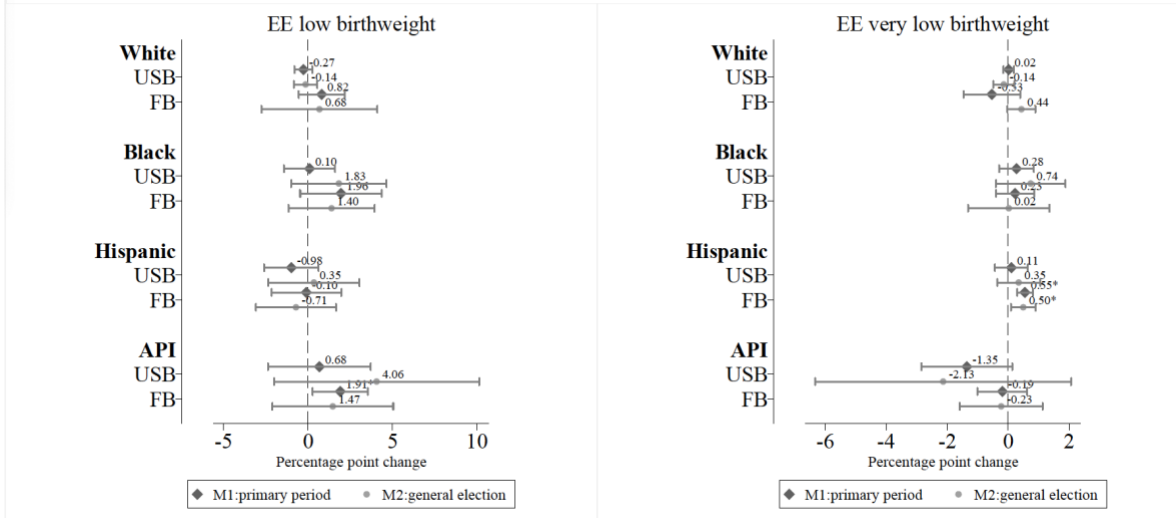 EE low birthweight
White
-0.27
USB
-0.14
0.82
FB
0.68
Black
0.10
USB
1.83
1.96
FB
1.40
Hispanic
-0.98
USB
0.35
-0.10
FB
-0.71
API
0.68
USB
4.06
1.91*
FB
1.47
-5 0 5 10
Percentage point change
M1:primary period M2:general election
EE very low birthweight
White
0.02
USB
-0.14
-0.53
FB
0.44
Black
0.28
USB
0.74
0.23
FB
0.02
Hispanic
0.11
USB
0.35
0.55*
FB
0.50*
API
-1.35
USB
-2.13
-0.19
FB
-0.23
-6 -4 -2 0 2
Percentage point change
M1:primary period M2:general election